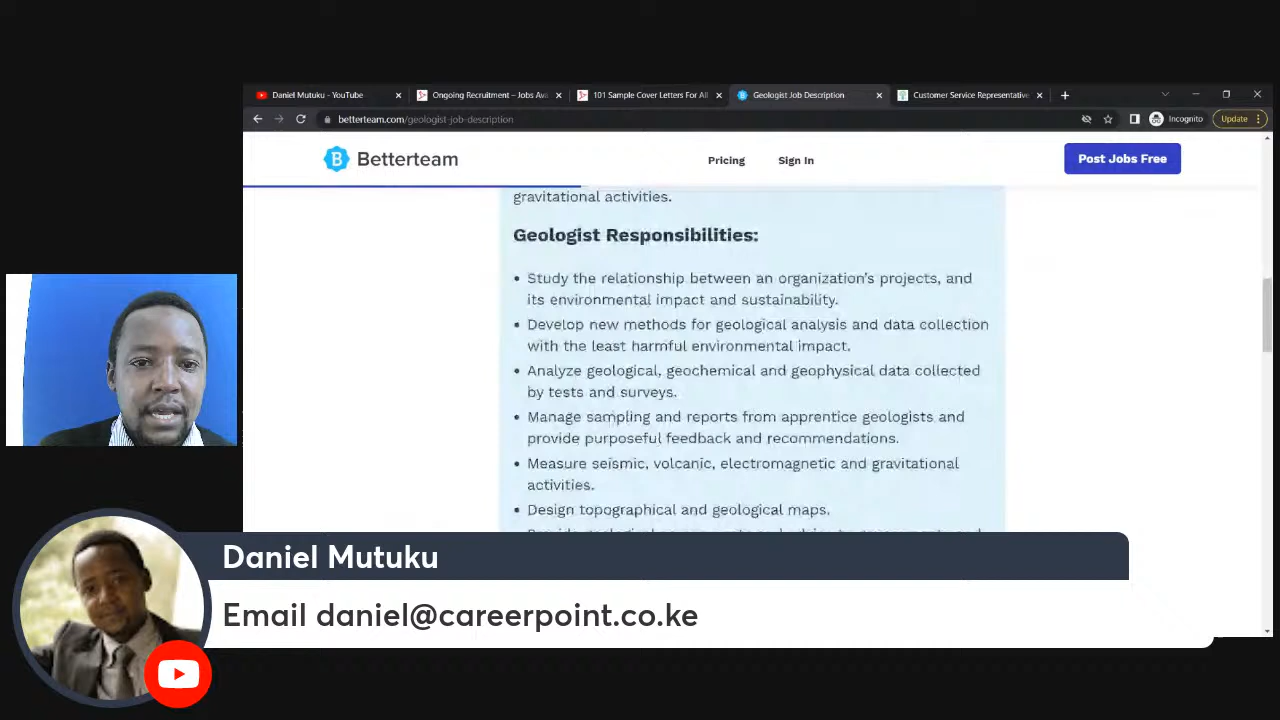 Daniel Mutuku - YouTube
Ongoing Recruitment – Jobs Ava
101 Sample Cover Letters For All
Geologist Job Description
Customer Service Representative
betterteam.com/geologist-job-description
Incognito
Update
Betterteam
Pricing
Sign In
Post Jobs Free
gravitational activities.
Geologist Responsibilities:
• Study the relationship between an organization's projects, and
its environmental impact and sustainability.
• Develop new methods for geological analysis and data collection
with the least harmful environmental impact.
• Analyze geological, geochemical and geophysical data collected
by tests and surveys.
• Manage sampling and reports from apprentice geologists and
provide purposeful feedback and recommendations.
• Measure seismic, volcanic, electromagnetic and gravitational
activities.
• Design topographical and geological maps.
Daniel Mutuku
Email daniel@careerpoint.co.ke